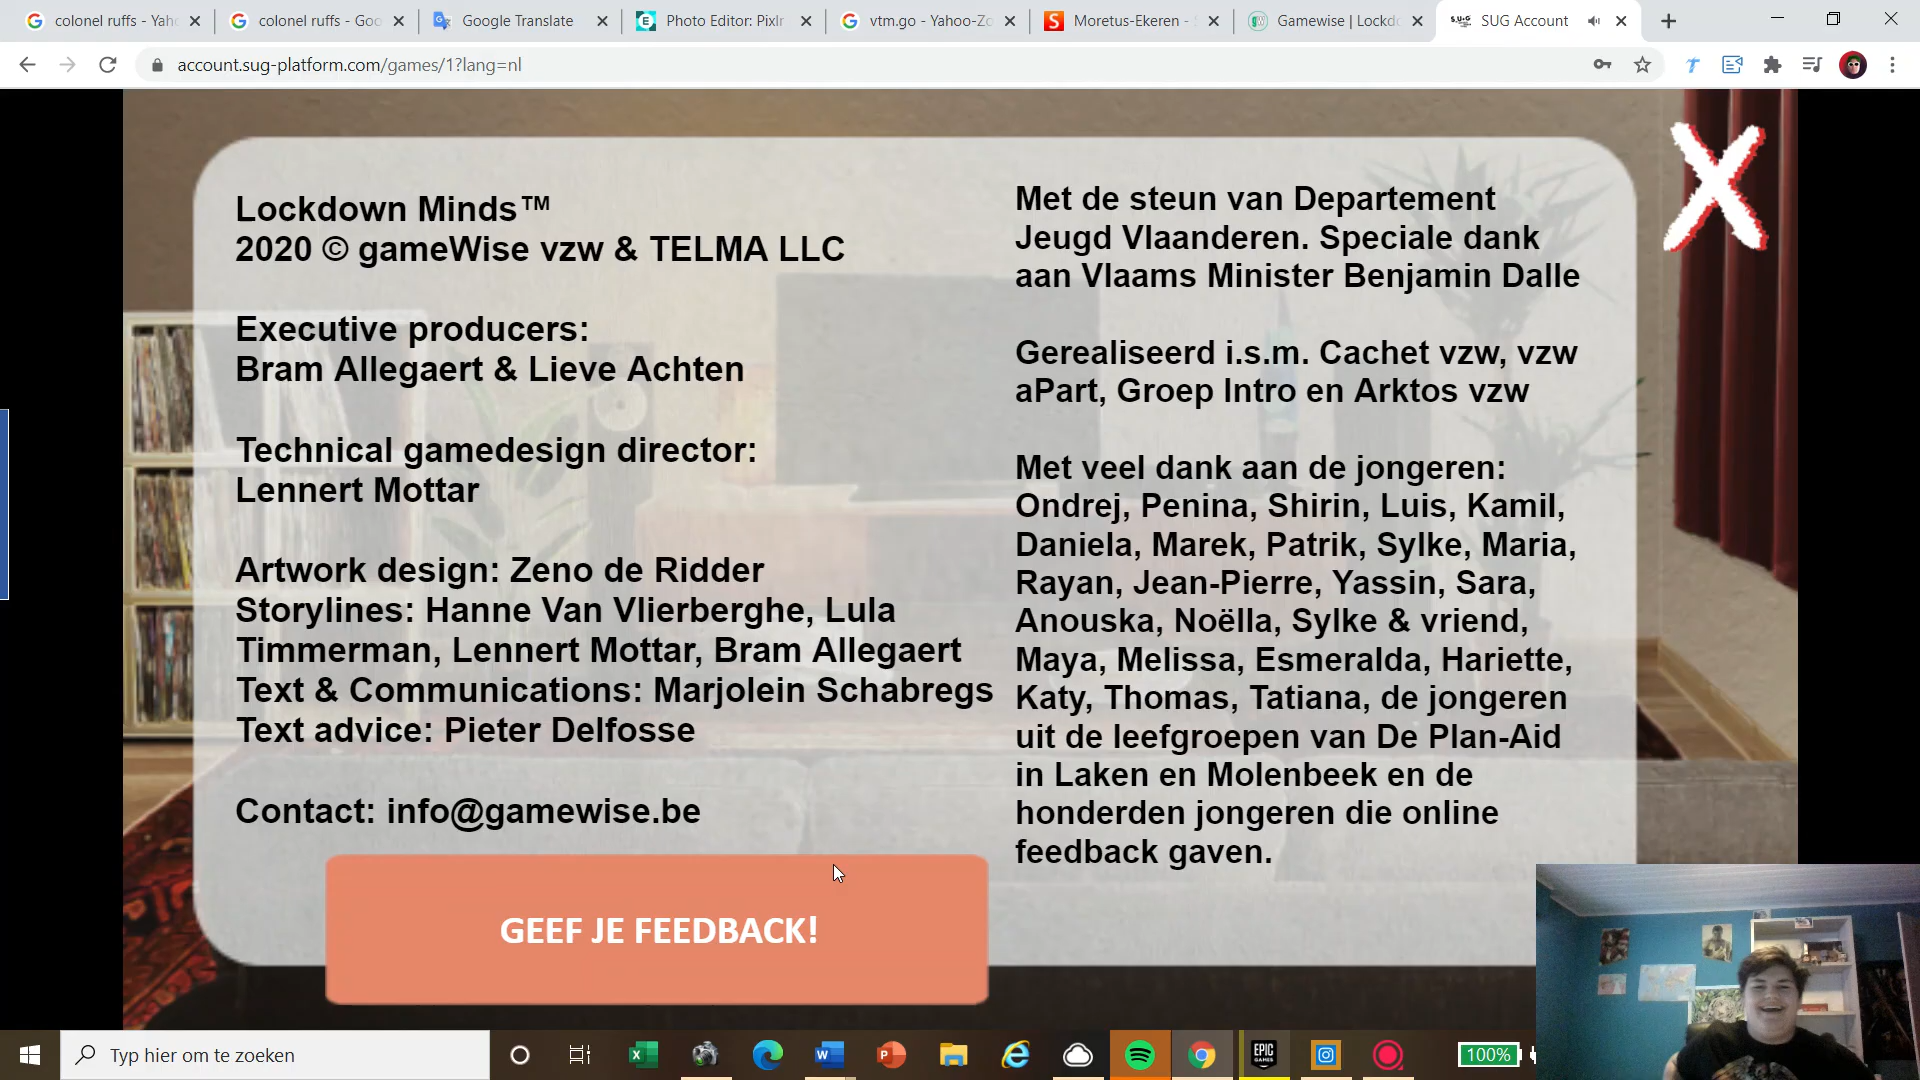 colonel ruffs - Yah
colonel ruffs - Goo
Google Translate
Photo Editor: Pixlr
vtm.go - Yahoo-Zo
Moretus-Ekeren -
Gamewise | Lockdo
SUG Account
account.sug-platform.com/games/1?lang=nl
Lockdown Minds™
2020 © gameWise vzw & TELMA LLC
Executive producers:
Bram Allegaert & Lieve Achten
Technical gamedesign director:
Lennert Mottar
Artwork design: Zeno de Ridder
Storylines: Hanne Van Vlierberghe, Lula
Timmerman, Lennert Mottar, Bram Allegaert
Text & Communications: Marjolein Schabregs
Text advice: Pieter Delfosse
Contact: info@gamewise.be
GEEF JE FEEDBACK!
Met de steun van Departement
Jeugd Vlaanderen. Speciale dank
aan Vlaams Minister Benjamin Dalle
Gerealiseerd i.s.m. Cachet vzw, vzw
aPart, Groep Intro en Arktos vzw
Met veel dank aan de jongeren:
Ondrej, Penina, Shirin, Luis, Kamil,
Daniela, Marek, Patrik, Sylke, Maria,
Rayan, Jean-Pierre, Yassin, Sara,
Anouska, Noëlla, Sylke & vriend,
Maya, Melissa, Esmeralda, Hariette,
Katy, Thomas, Tatiana, de jongeren
uit de leefgroepen van De Plan-Aid
in Laken en Molenbeek en de
honderden jongeren die online
feedback gaven.
X
Typ hier om te zoeken
EPIC
GAMES
100%